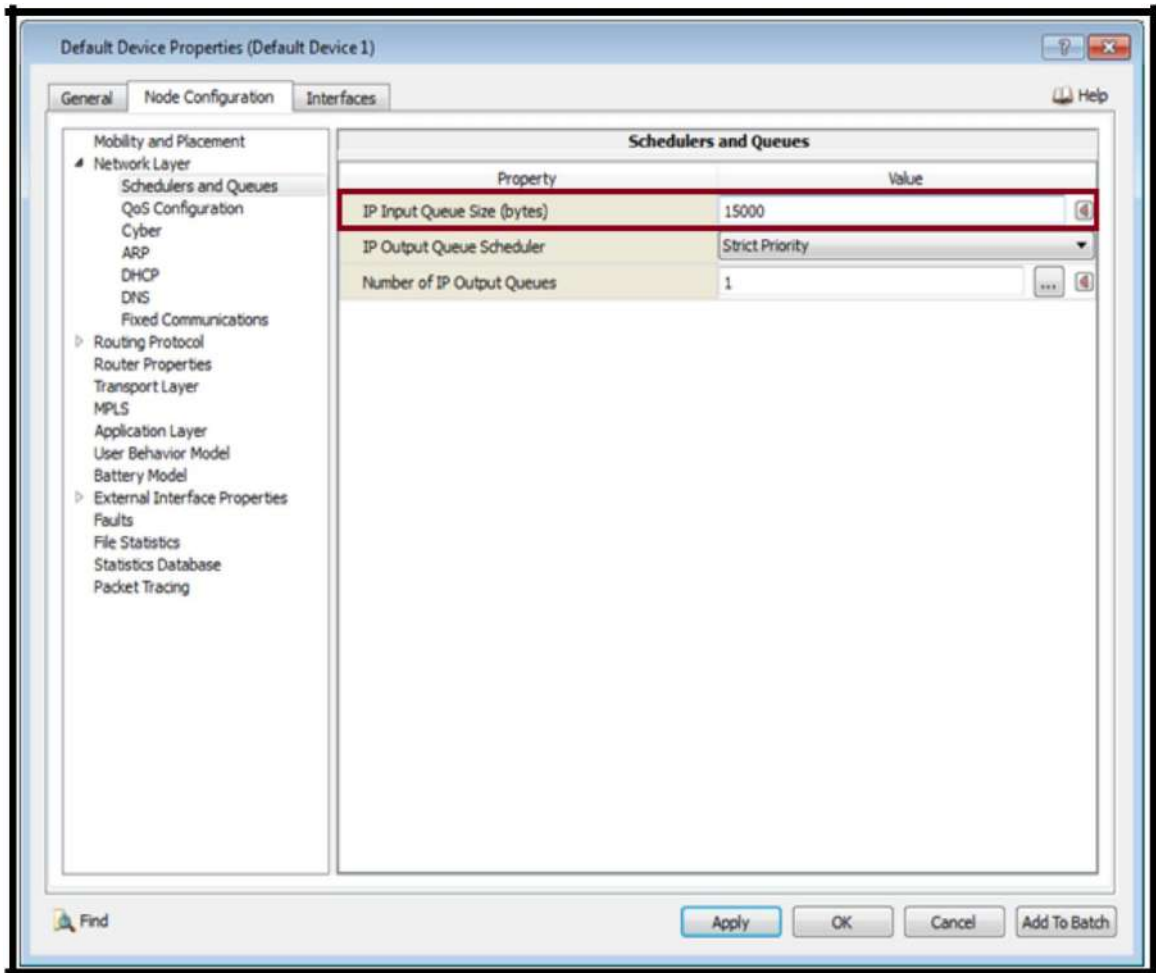 Default Device Properties (Default Device 1)
General Node Configuration Interfaces Help
Mobility and Placement
Network Layer
Schedulers and Queues
QoS Configuration
Cyber
ARP
DHCP
DNS
Fixed Communications
Routing Protocol
Router Properties
Transport Layer
MPLS
Application Layer
User Behavior Model
Battery Model
External Interface Properties
Faults
File Statistics
Statistics Database
Packet Tracing
Schedulers and Queues
Property Value
IP Input Queue Size (bytes) 15000
IP Output Queue Scheduler Strict Priority
Number of IP Output Queues 1 ...
Find Apply OK Cancel Add To Batch